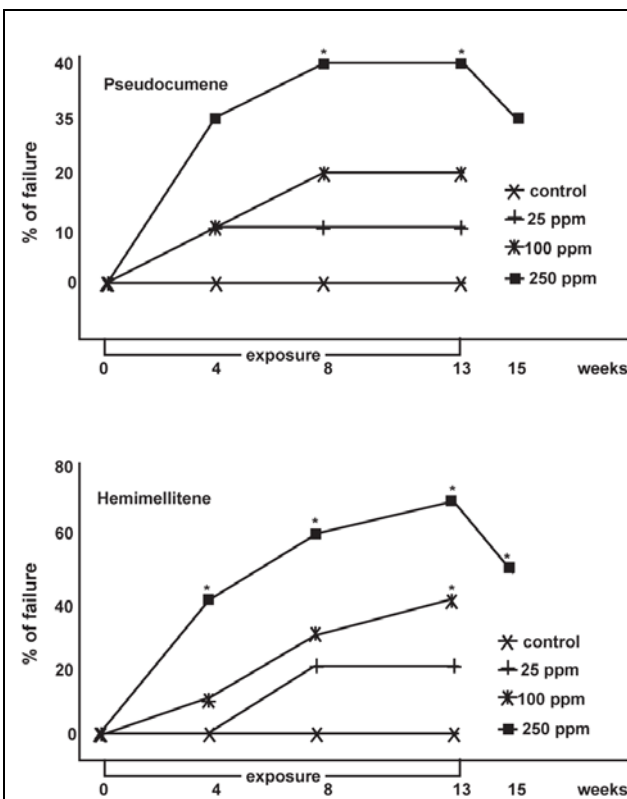 40
Pseudocumene
35
% of failure
20
10
0
control
25 ppm
100 ppm
250 ppm
* *
exposure
0 4 8 13 15 weeks
80
Hemimellitene
60
% of failure
40
20
0
control
25 ppm
100 ppm
250 ppm
* * * * *
exposure
0 4 8 13 15 weeks